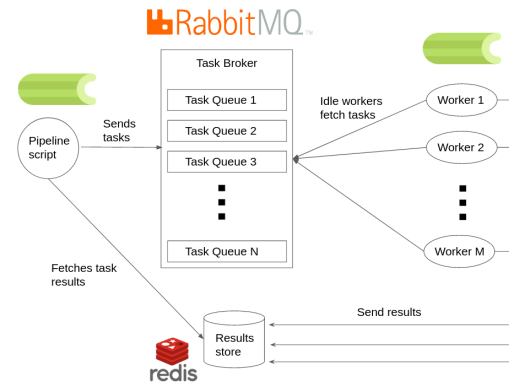 RabbitMQ
Task Broker
Task Queue 1
Task Queue 2
Task Queue 3
Task Queue N
Pipeline
script
Sends
tasks
Idle workers
fetch tasks
Worker 1
Worker 2
Worker M
Fetches task
results
Results
store
Send results
redis